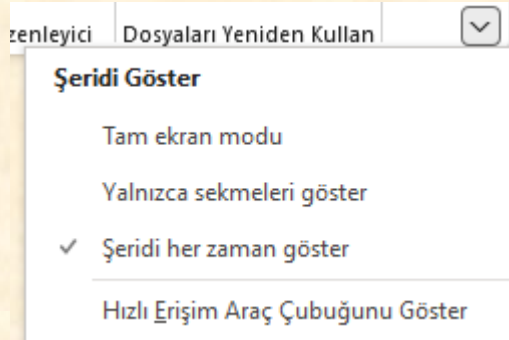 zenleyici Dosyaları Yeniden Kullan
Şeridi Göster
Tam ekran modu
Yalnızca sekmeleri göster
Şeridi her zaman göster
Hızlı Erişim Araç Çubuğunu Göster